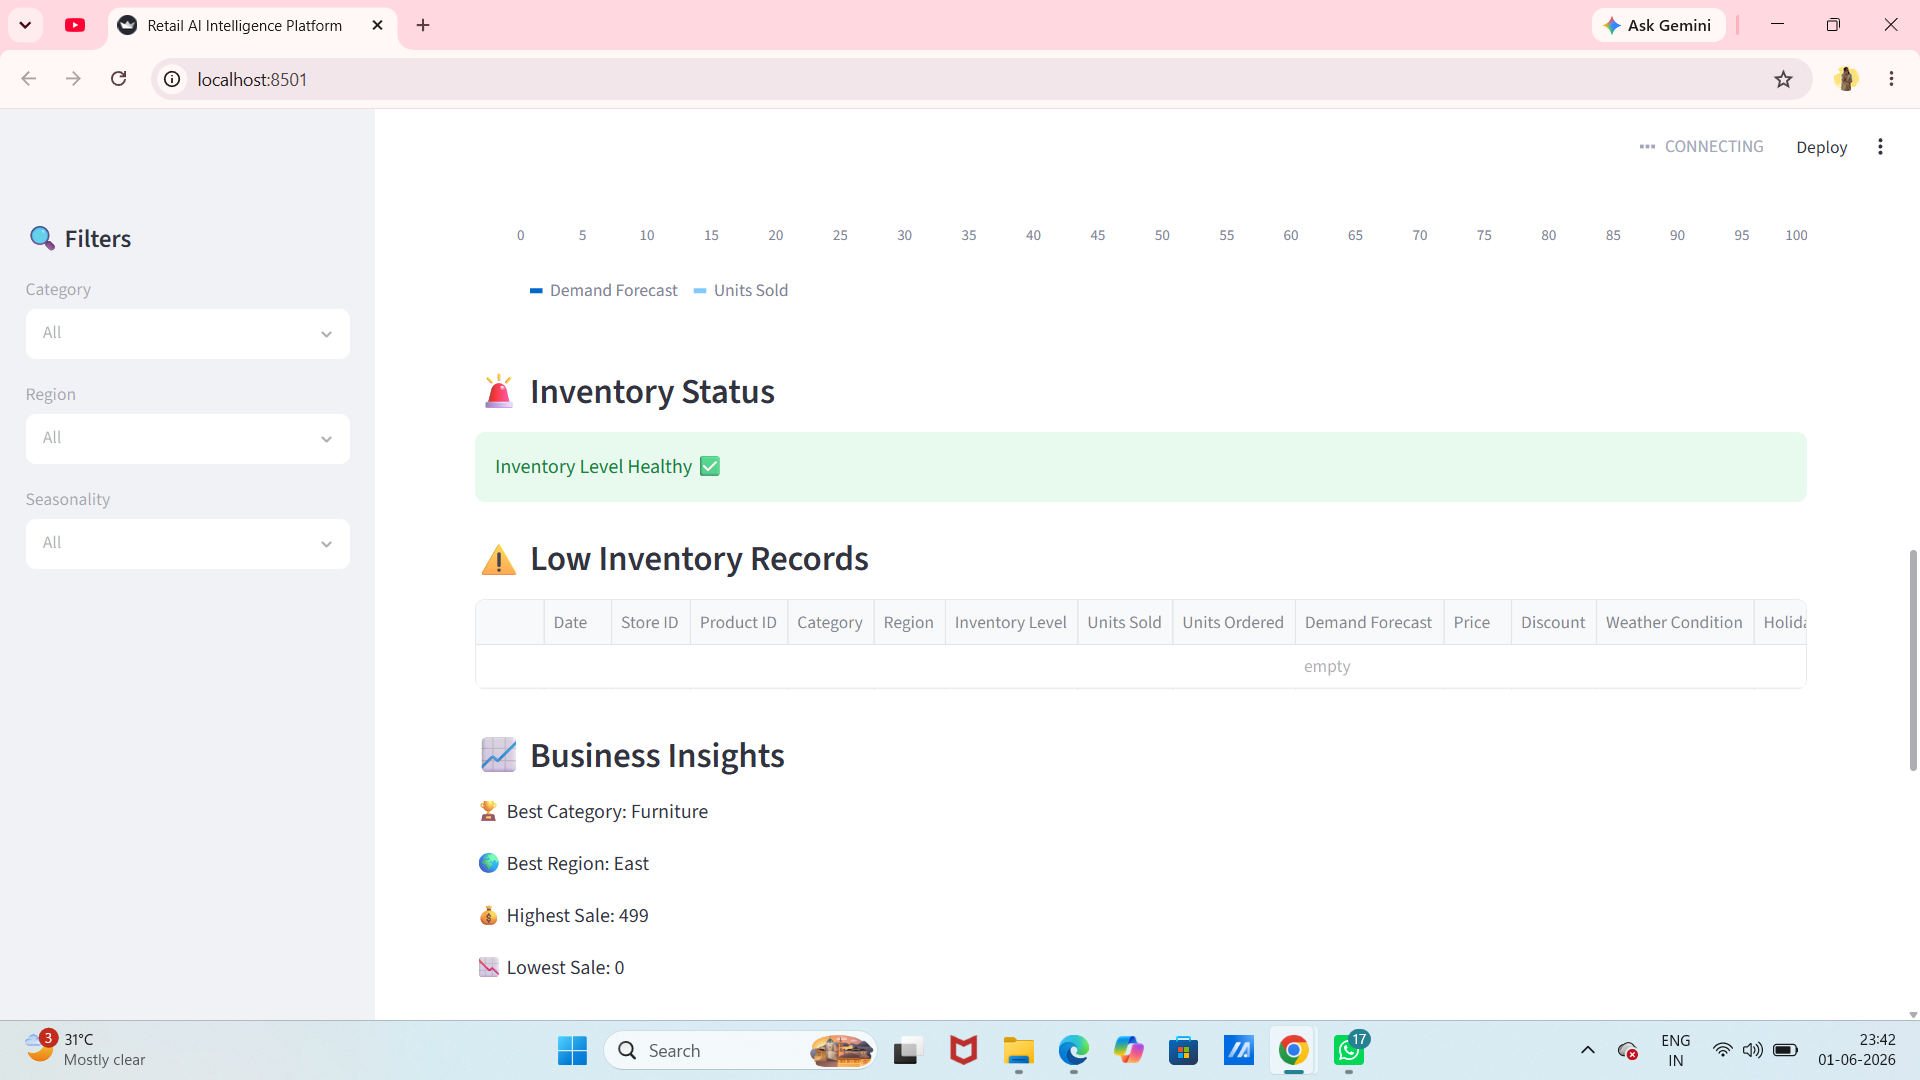 Retail AI Intelligence Platform
Ask Gemini
localhost:8501
CONNECTING
Deploy
Filters
Category
All
Region
All
Seasonality
All
0 5 10 15 20 25 30 35 40 45 50 55 60 65 70 75 80 85 90 95 100
Demand Forecast Units Sold
Inventory Status
Inventory Level Healthy
Low Inventory Records
Date Store ID Product ID Category Region Inventory Level Units Sold Units Ordered Demand Forecast Price Discount Weather Condition Holida
empty
Business Insights
Best Category: Furniture
Best Region: East
Highest Sale: 499
Lowest Sale: 0
3
31°C
Mostly clear
Search
17
ENG
IN
23:42
01-06-2026